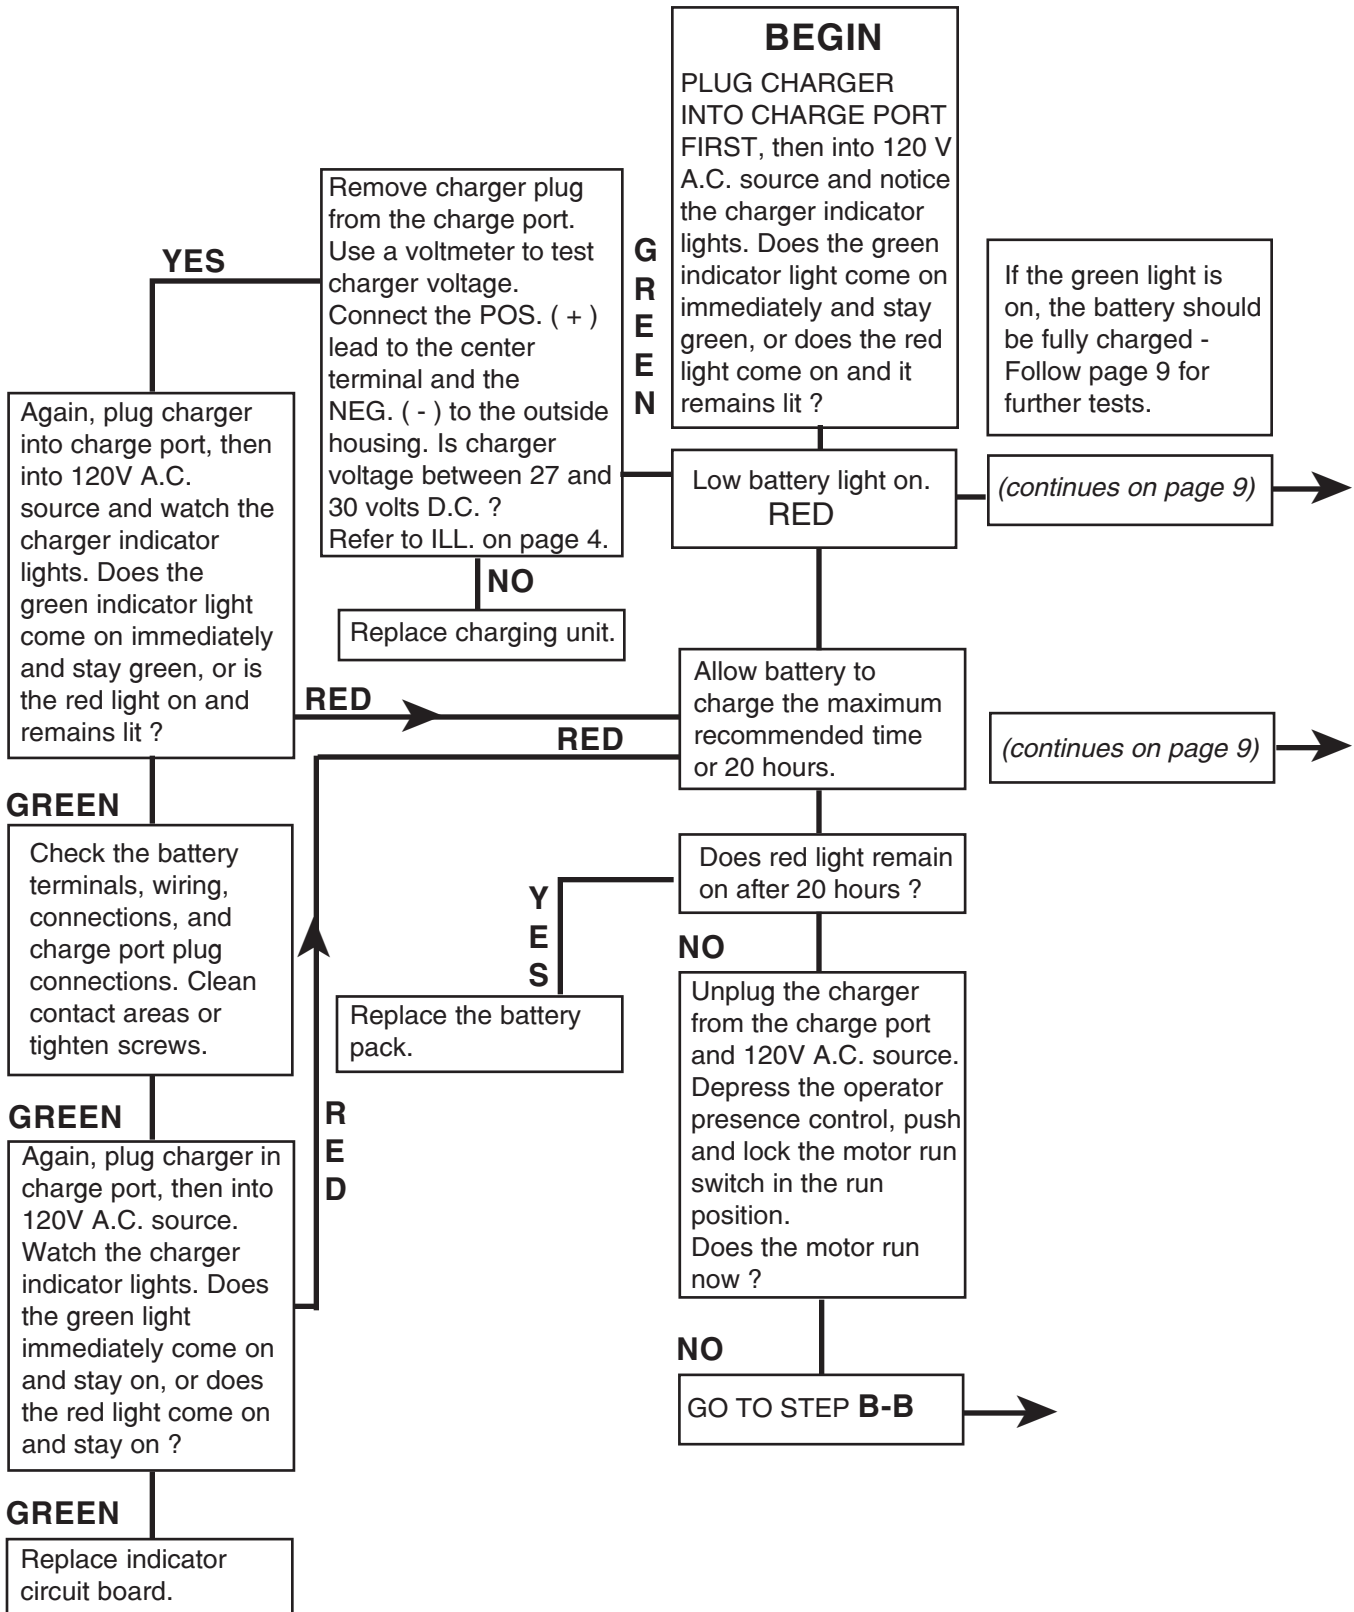 BEGIN
PLUG CHARGER
INTO CHARGE PORT
FIRST, then into 120 V
A.C. source and notice
the charger indicator
lights. Does the green
indicator light come on
immediately and stay
green, or does the red
light come on and it
remains lit ?
GREEN
Remove charger plug
from the charge port.
Use a voltmeter to test
charger voltage.
Connect the POS. ( + )
lead to the center
terminal and the
NEG. ( - ) to the outside
housing. Is charger
voltage between 27 and
30 volts D.C. ?
Refer to ILL. on page 4.
YES
NO
Replace charging unit.
If the green light is
on, the battery should
be fully charged -
Follow page 9 for
further tests.
Low battery light on.
RED
(continues on page 9)
Again, plug charger
into charge port, then
into 120V A.C.
source and watch the
charger indicator
lights. Does the
green indicator light
come on immediately
and stay green, or is
the red light on and
remains lit ?
RED
RED
Allow battery to
charge the maximum
recommended time
or 20 hours.
(continues on page 9)
GREEN
Check the battery
terminals, wiring,
connections, and
charge port plug
connections. Clean
contact areas or
tighten screws.
Does red light remain
on after 20 hours ?
YES
Replace the battery
pack.
NO
Unplug the charger
from the charge port
and 120V A.C. source.
Depress the operator
presence control, push
and lock the motor run
switch in the run
position.
Does the motor run
now ?
GREEN
Again, plug charger in
charge port, then into
120V A.C. source.
Watch the charger
indicator lights. Does
the green light
immediately come on
and stay on, or does
the red light come on
and stay on ?
RED
NO
GO TO STEP B-B
GREEN
Replace indicator
circuit board.